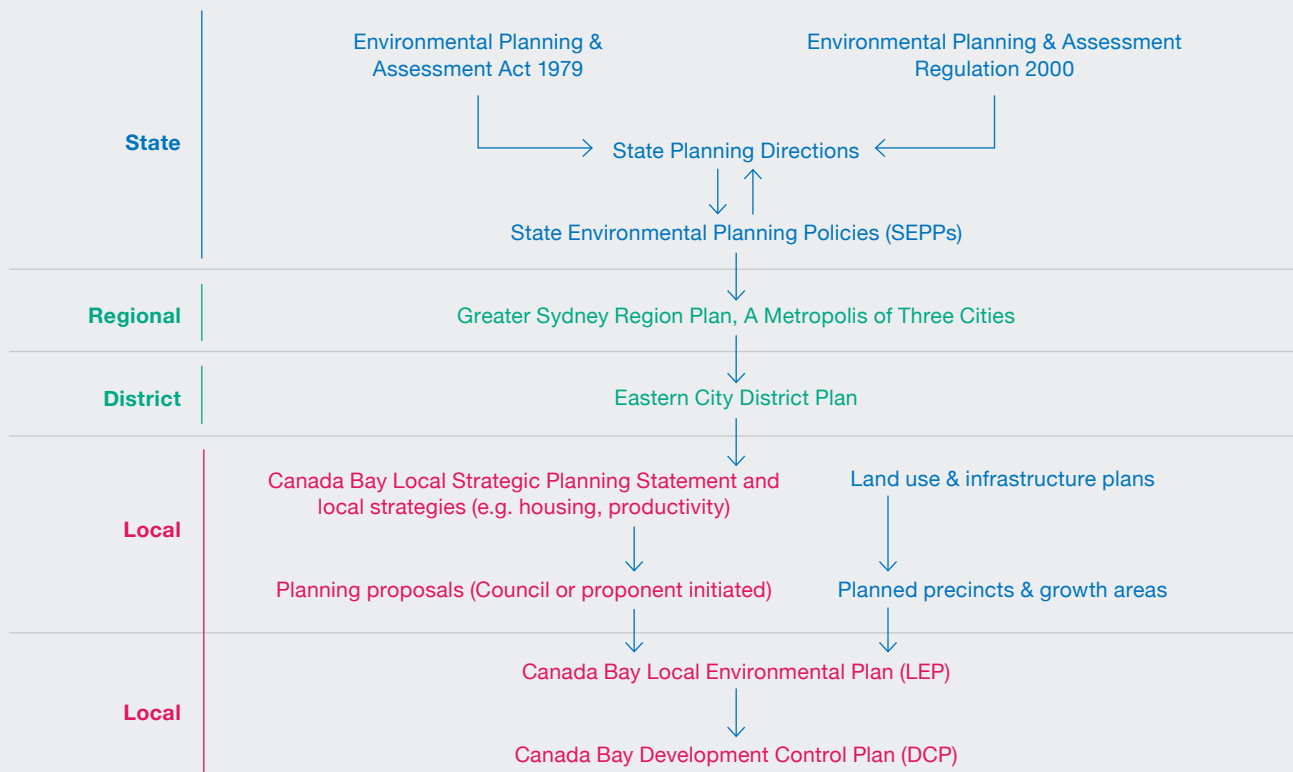 Environmental Planning &
Assessment Act 1979
Environmental Planning & Assessment
Regulation 2000
State
State Planning Directions
State Environmental Planning Policies (SEPPs)
Regional
Greater Sydney Region Plan, A Metropolis of Three Cities
District
Eastern City District Plan
Local
Canada Bay Local Strategic Planning Statement and
local strategies (e.g. housing, productivity)
Land use & infrastructure plans
Planning proposals (Council or proponent initiated)
Planned precincts & growth areas
Local
Canada Bay Local Environmental Plan (LEP)
Canada Bay Development Control Plan (DCP)